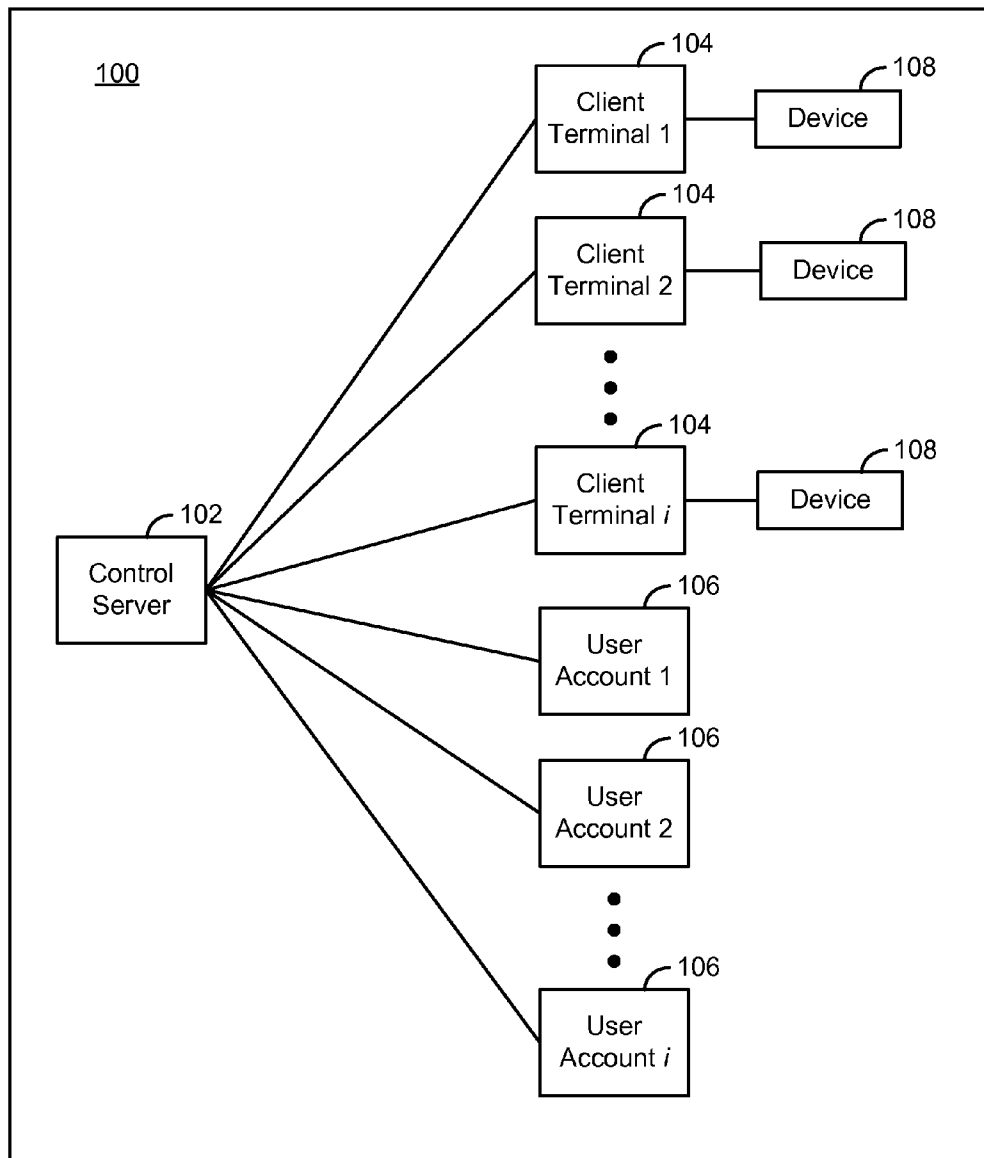 100
104
Client
Terminal 1
108
Device
104
Client
Terminal 2
108
Device
104
Client
Terminal i
108
Device
102
Control
Server
106
User
Account 1
106
User
Account 2
106
User
Account i